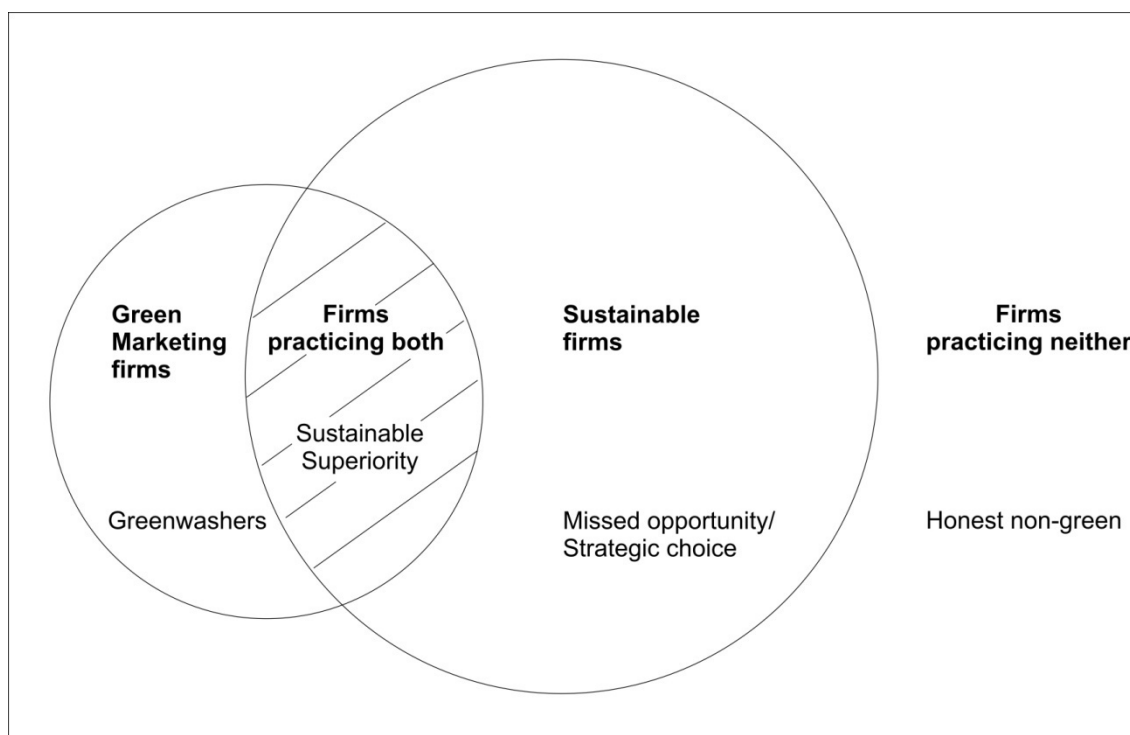 Green
Marketing
firms
Greenwashers
Firms
practicing both
Sustainable
Superiority
Sustainable
firms
Missed opportunity/
Strategic choice
Firms
practicing neither
Honest non-green